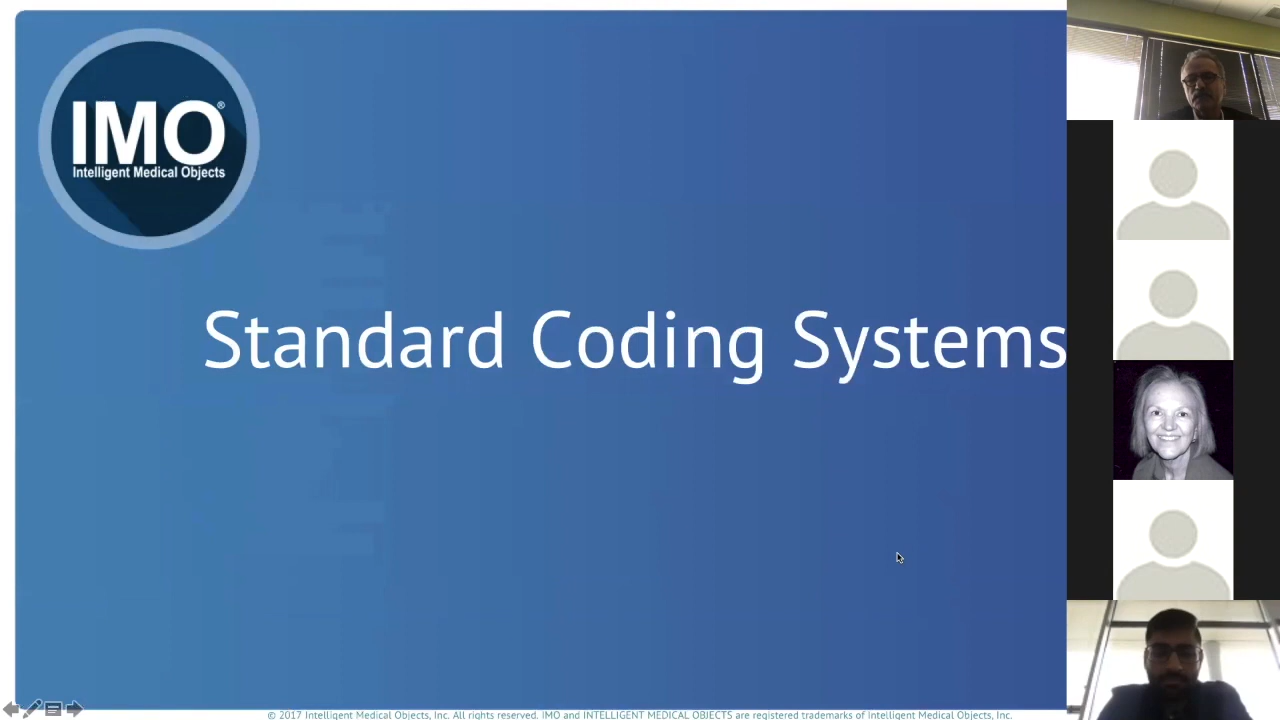 IMO®
Intelligent Medical Objects
Standard Coding Systems
© 2017 Intelligent Medical Objects, Inc. All rights reserved. IMO and INTELLIGENT MEDICAL OBJECTS are registered trademarks of Intelligent Medical Objects, Inc.